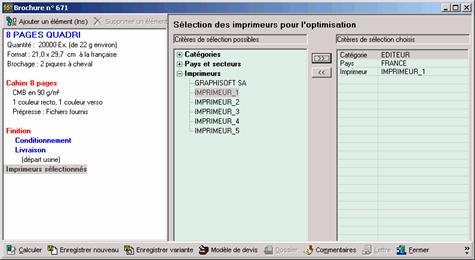 Brochure n° 671
Ajouter un élément (Ins)
Supprimer un élément
8 PAGES QUADRI
Quantité : 20000 Ex. (de 22 g environ)
Format : 21,0 x 29,7 cm à la française
Brochage : 2 piques à cheval
Cahier 8 pages
CMB en 90 g/m²
1 couleur recto, 1 couleur verso
Prépresse : Fichiers fournis
Finition
Conditionnement
Livraison
(départ usine)
Imprimeurs sélectionnés
Sélection des imprimeurs pour l'optimisation
Critères de sélection possibles
Catégories
Pays et secteurs
Imprimeurs
GRAPHISOFT SA
IMPRIMEUR_1
IMPRIMEUR_2
IMPRIMEUR_3
IMPRIMEUR_4
IMPRIMEUR_5
>>
<<
Critères de sélection choisis
Catégorie EDITEUR
Pays FRANCE
Imprimeur IMPRIMEUR_1
Calculer
Enregistrer nouveau
Enregistrer variante
Modèle de devis
Dossier
Commentaires
Lettre
Fermer
»